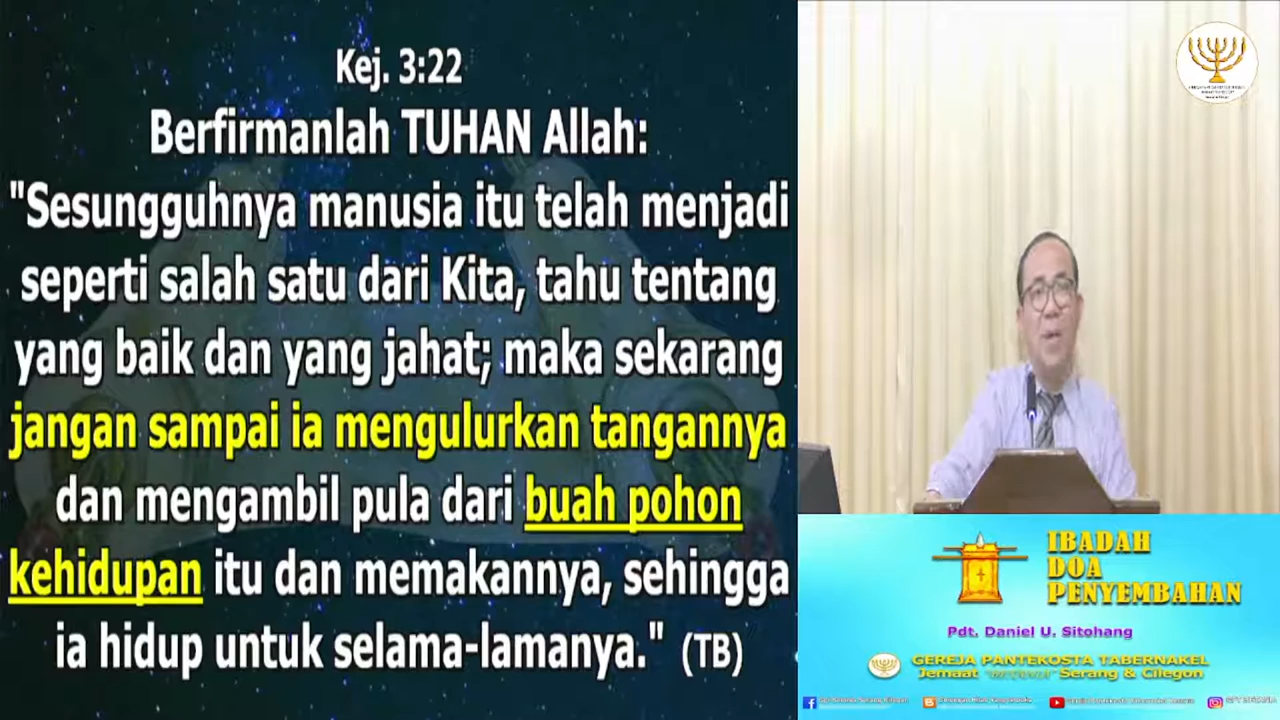 Kej. 3:22
Berfirmanlah TUHAN Allah:
"Sesungguhnya manusia itu telah menjadi
seperti salah satu dari Kita, tahu tentang
yang baik dan yang jahat; maka sekarang
jangan sampai ia mengulurkan tangannya
dan mengambil pula dari buah pohon
kehidupan itu dan memakannya, sehingga
ia hidup untuk selama-lamanya." (TB)
IBADAH
DOA
PENYEMBAHAN
Pdt. Daniel U. Sitohang
GEREJA PANTEKOSTA TABERNAKEL
Jemaat "BETANIA" Serang & Cilegon